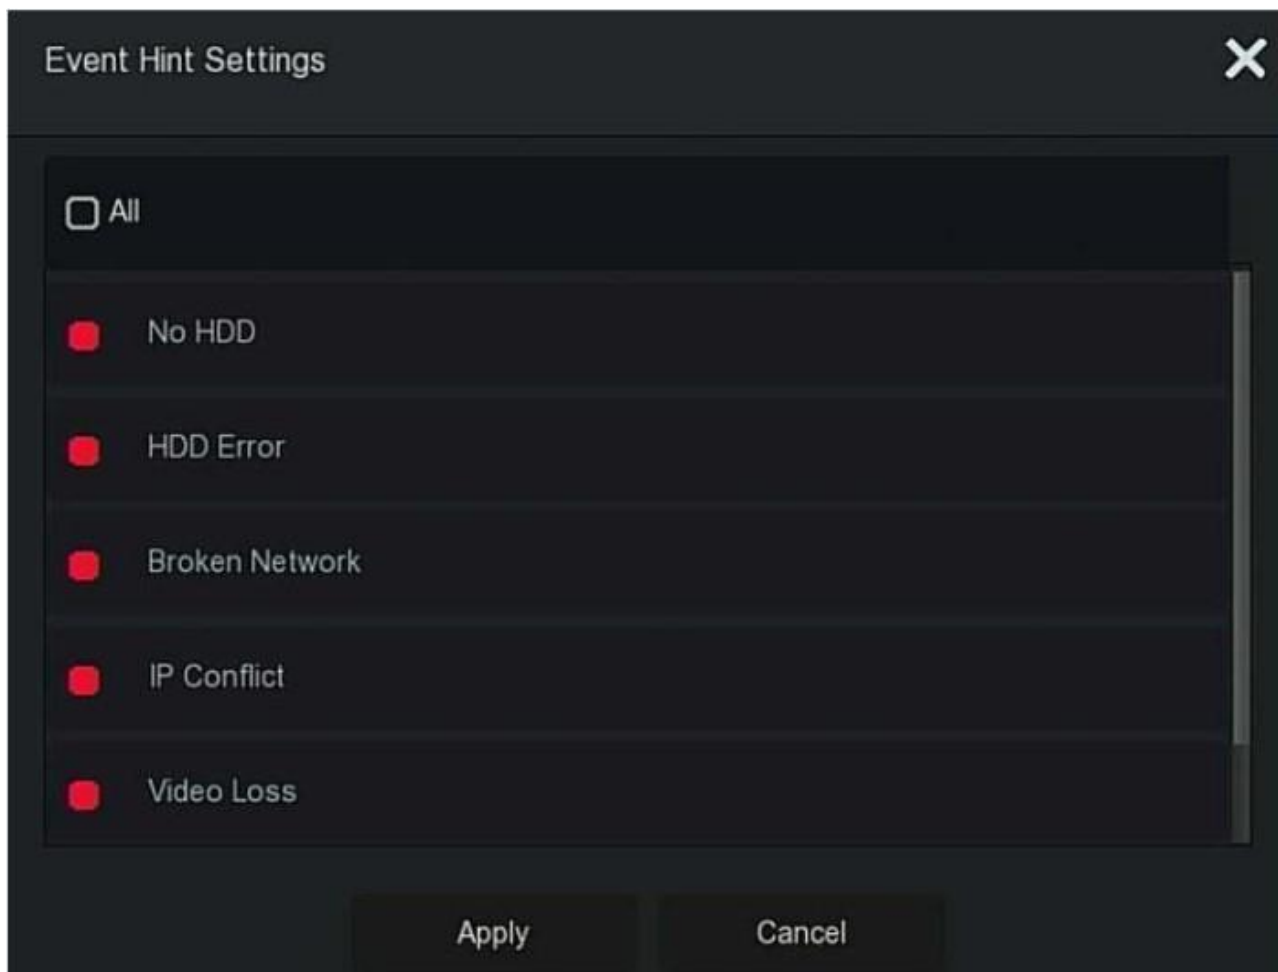 Event Hint Settings
All
No HDD
HDD Error
Broken Network
IP Conflict
Video Loss
Apply Cancel